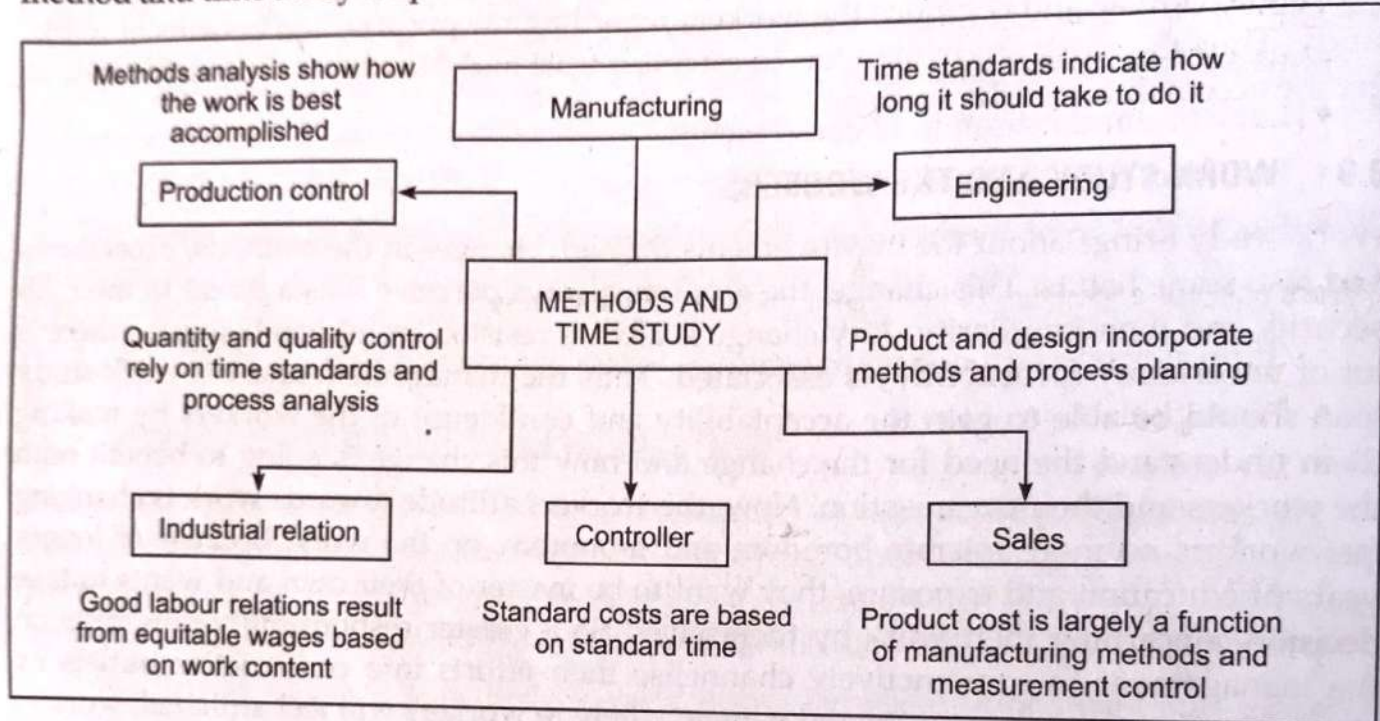 Methods analysis show how
the work is best
accomplished
Manufacturing
Time standards indicate how
long it should take to do it
Production control
Engineering
METHODS AND
TIME STUDY
Quantity and quality control
rely on time standards and
process analysis
Product and design incorporate
methods and process planning
Industrial relation
Controller
Sales
Good labour relations result
from equitable wages based
on work content
Standard costs are based
on standard time
Product cost is largely a function
of manufacturing methods and
measurement control